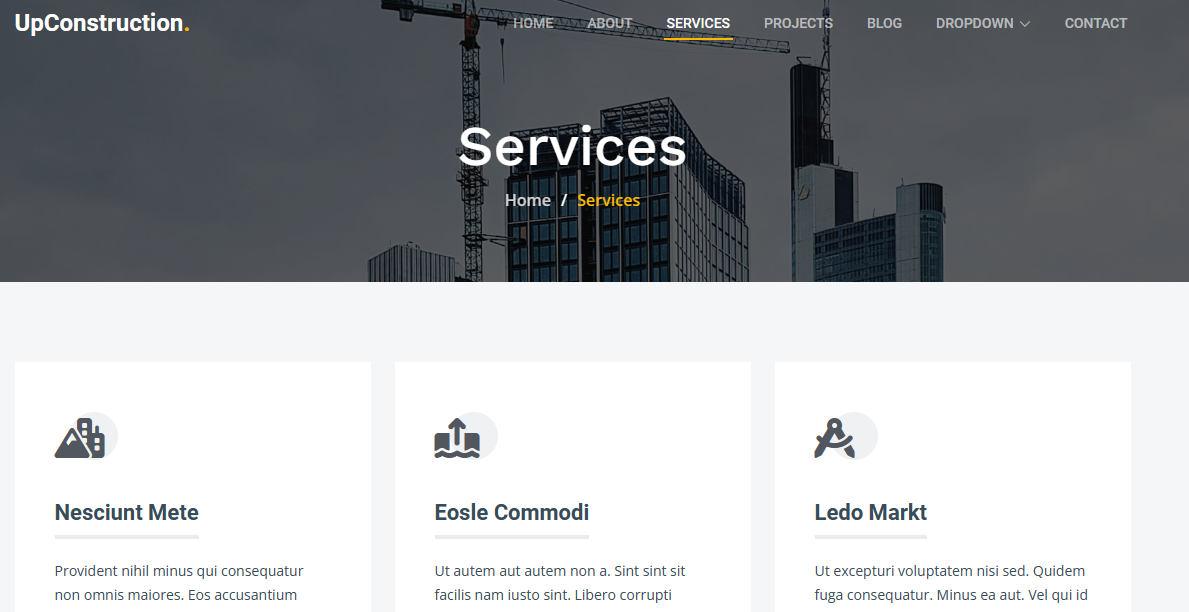 UpConstruction.
HOME ABOUT SERVICES PROJECTS BLOG DROPDOWN CONTACT
Services
Home / Services
Nesciunt Mete
Provident nihil minus qui consequatur
non omnis maiores. Eos accusantium
Eosle Commodi
Ut autem aut autem non a. Sint sint sit
facilis nam iusto sint. Libero corrupti
Ledo Markt
Ut excepturi voluptatem nisi sed. Quidem
fuga consequatur. Minus ea aut. Vel qui id